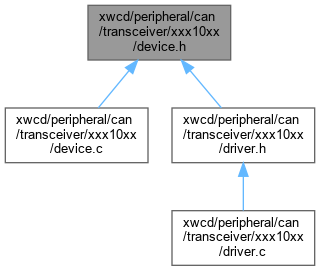 xwcd/peripheral/can
/transceiver/xxx10xx
/device.h
xwcd/peripheral/can
/transceiver/xxx10xx
/device.c
xwcd/peripheral/can
/transceiver/xxx10xx
/driver.h
xwcd/peripheral/can
/transceiver/xxx10xx
/driver.c